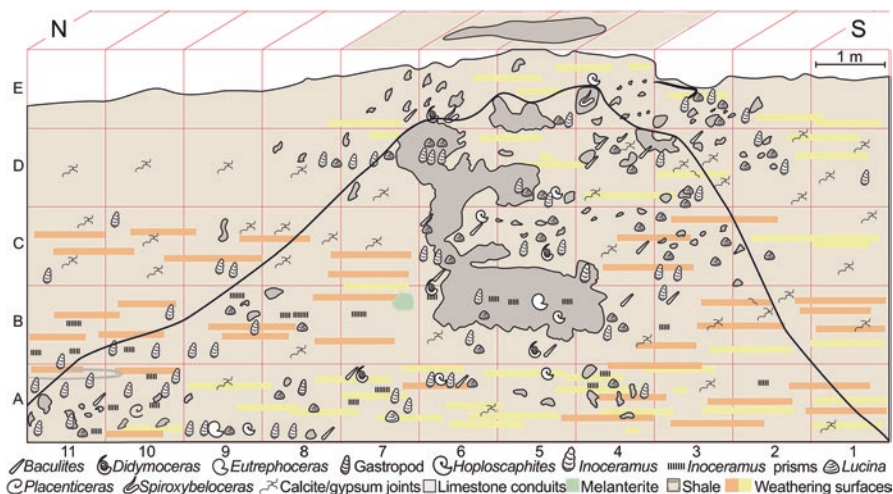 N S
1 m
E
D
C
B
A
11 10 9 8 7 6 5 4 3 2 1
Baculites Didymoceras Eutrephoceras Gastropod Hoploscaphites Inoceramus Inoceramus prisms Lucina
Placenticeras Spiroxybeloceras Calcite/gypsum joints Limestone conduits Melanterite Shale Weathering surfaces